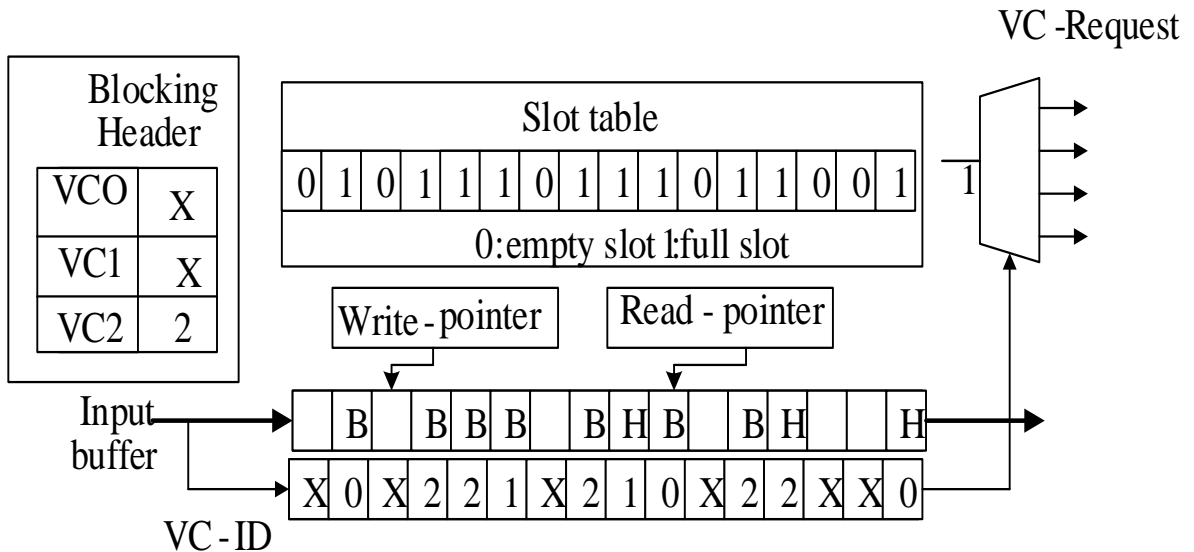 VC -Request
Blocking
Header
VCO X
VC1 X
VC2 2
Slot table
0 1 0 1 1 1 0 1 1 1 0 1 1 0 0 1
0:empty slot 1:full slot
1
Write - pointer
Read - pointer
Input
buffer
B B B B B H B B H H
X 0 X 2 2 1 X 2 1 0 X 2 2 X X 0
VC - ID